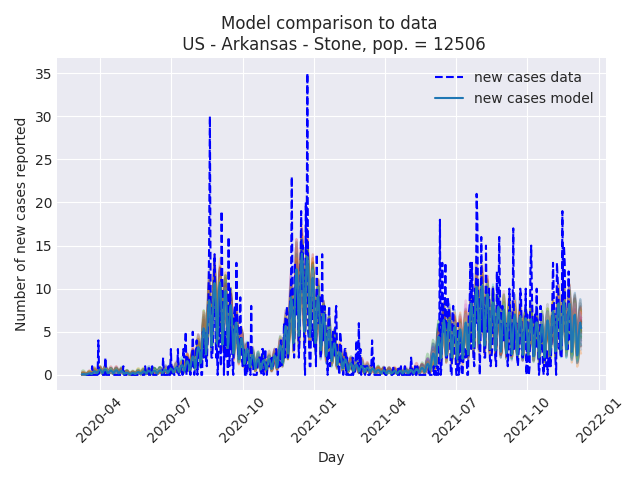 Model comparison to data
US - Arkansas - Stone, pop. = 12506
new cases data
new cases model
Number of new cases reported
35
30
25
20
15
10
5
0
2020-04
2020-07
2020-10
2021-01
2021-04
2021-07
2021-10
2022-01
Day